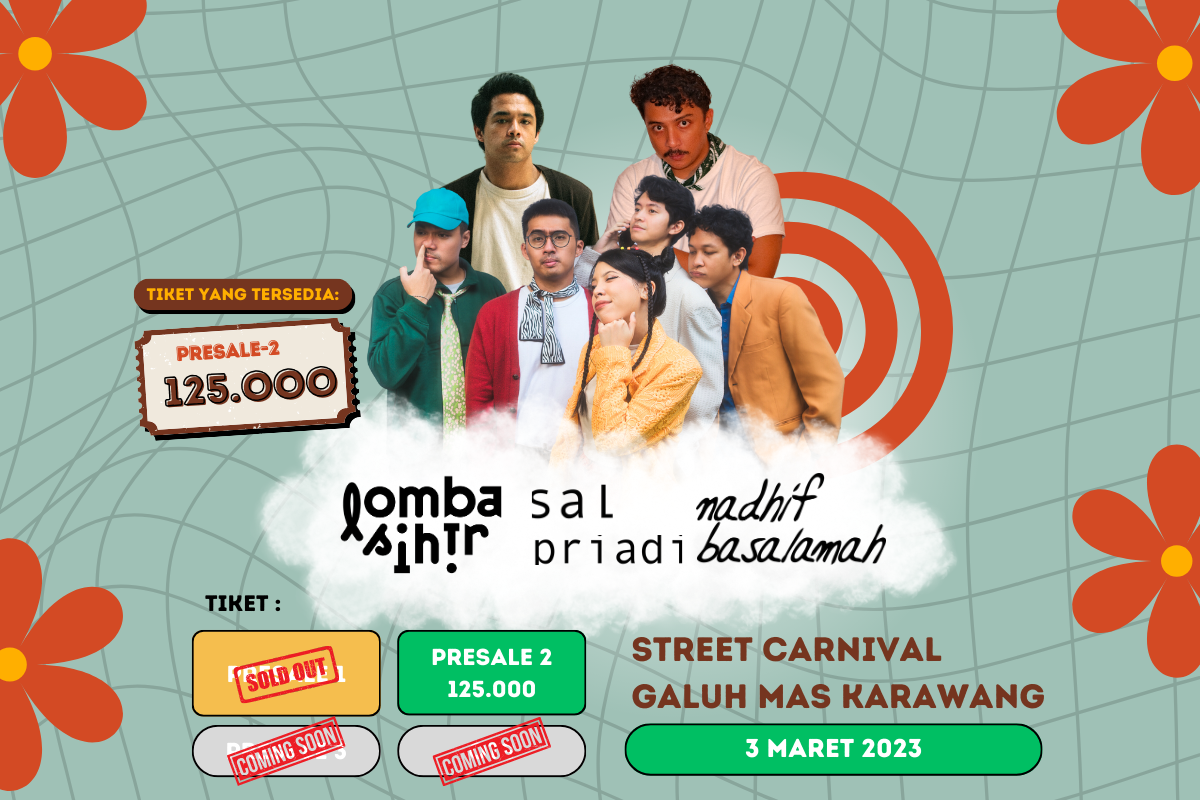 TIKET YANG TERSEDIA:
PRESALE-2
125.000
lomba
sihir
sal
priadi
nadhif
basalamah
TIKET :
SOLD OUT
PRESALE 2
125.000
COMING SOON
COMING SOON
STREET CARNIVAL
GALUH MAS KARAWANG
3 MARET 2023